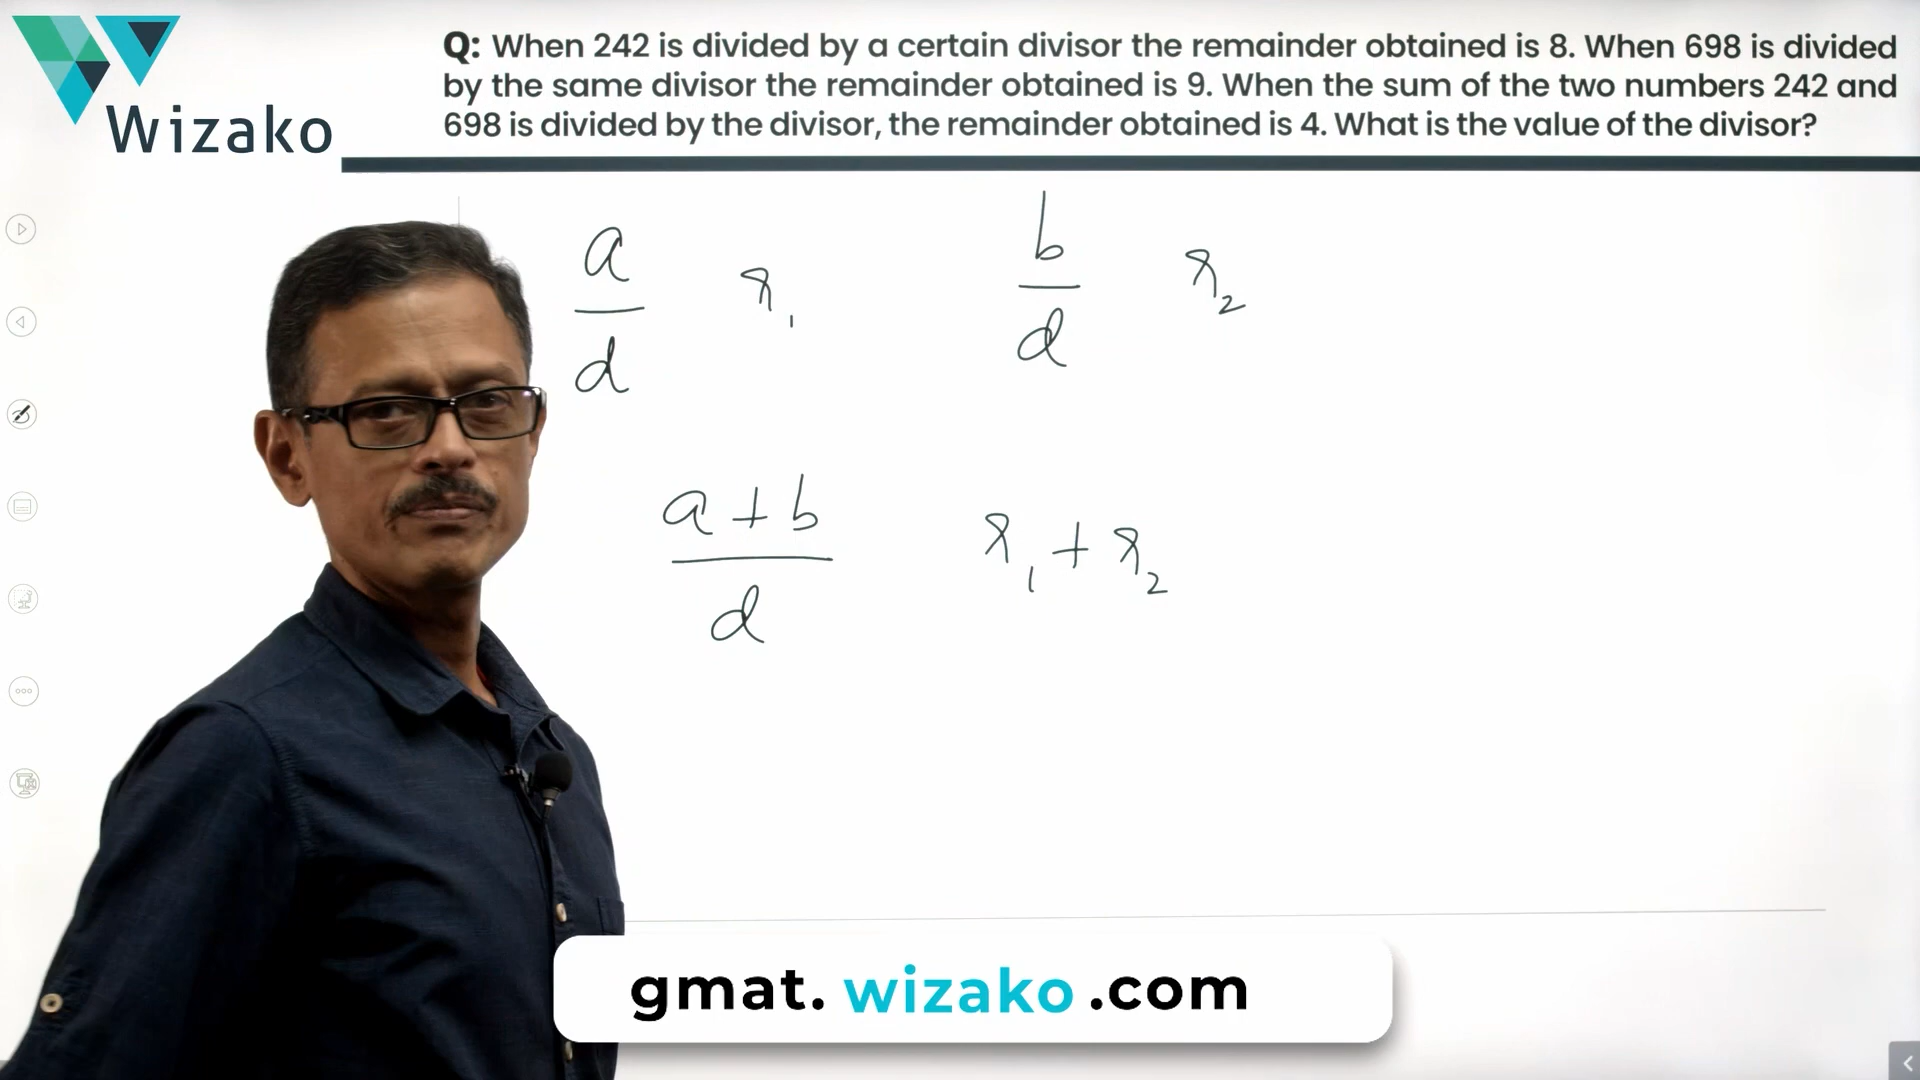 Wizako
Q: When 242 is divided by a certain divisor the remainder obtained is 8. When 698 is divided
by the same divisor the remainder obtained is 9. When the sum of the two numbers 242 and
698 is divided by the divisor, the remainder obtained is 4. What is the value of the divisor?
a/d r₁ b/d r₂
a+b/d r₁+r₂
gmat.wizako.com